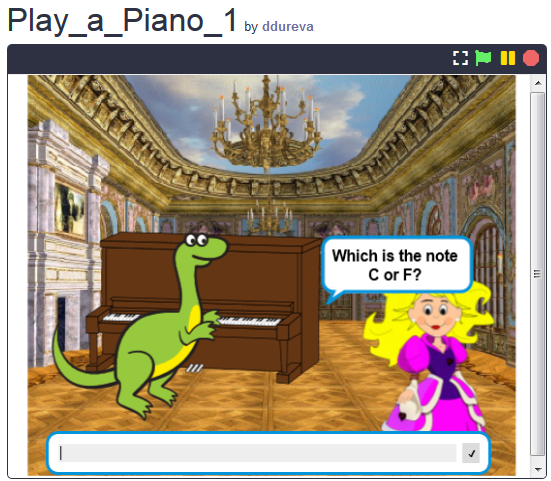 Play_a_Piano_1 by ddureva
Which is the note
C or F?